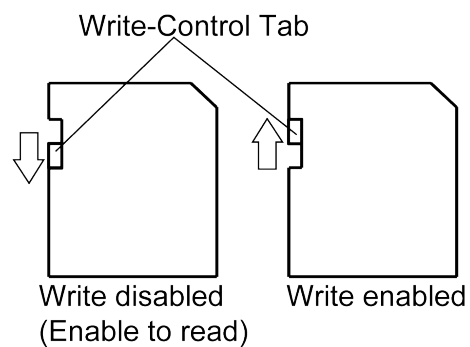 Write-Control Tab
Write disabled
(Enable to read)
Write enabled